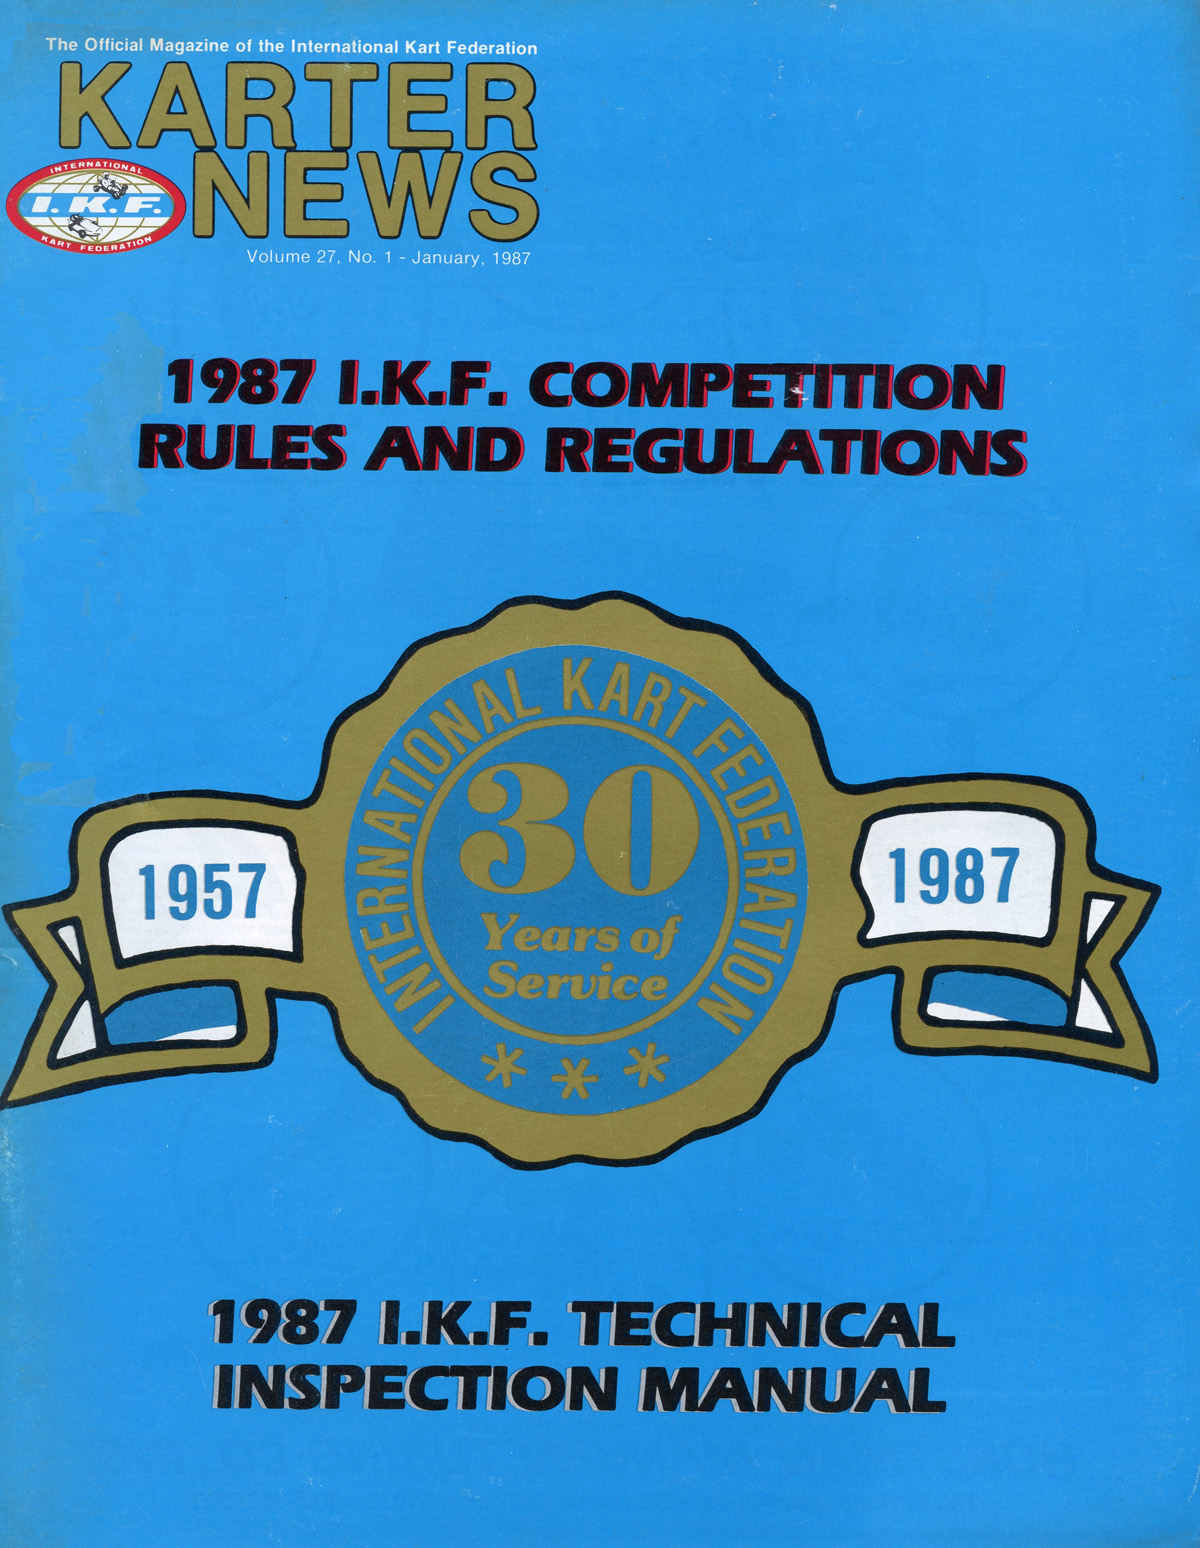 The Official Magazine of the International Kart Federation
KARTER
NEWS
INTERNATIONAL
I.K.F.
KART FEDERATION
Volume 27, No. 1 - January, 1987
1987 I.K.F. COMPETITION
RULES AND REGULATIONS
INTERNATIONAL KART FEDERATION
30
Years of
Service
1957
1987
* * *
1987 I.K.F. TECHNICAL
INSPECTION MANUAL